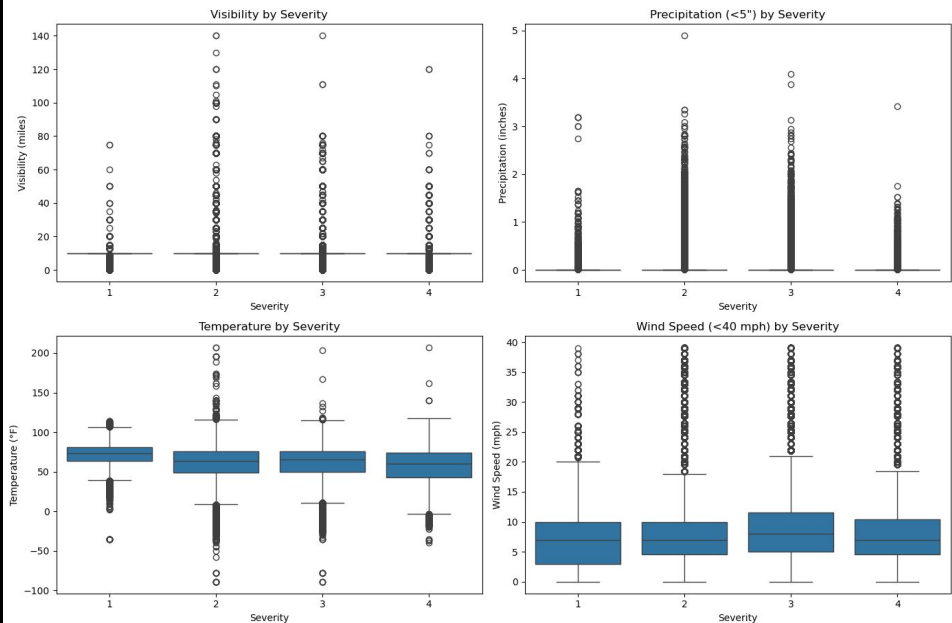 Visibility by Severity
140
120
100
80
60
40
20
0
Visibility (miles)
1 2 3 4
Severity
Precipitation (<5") by Severity
5
4
3
2
1
0
Precipitation (inches)
1 2 3 4
Severity
Temperature by Severity
200
150
100
50
0
−50
−100
Temperature (°F)
1 2 3 4
Severity
Wind Speed (<40 mph) by Severity
40
35
30
25
20
15
10
5
0
Wind Speed (mph)
1 2 3 4
Severity